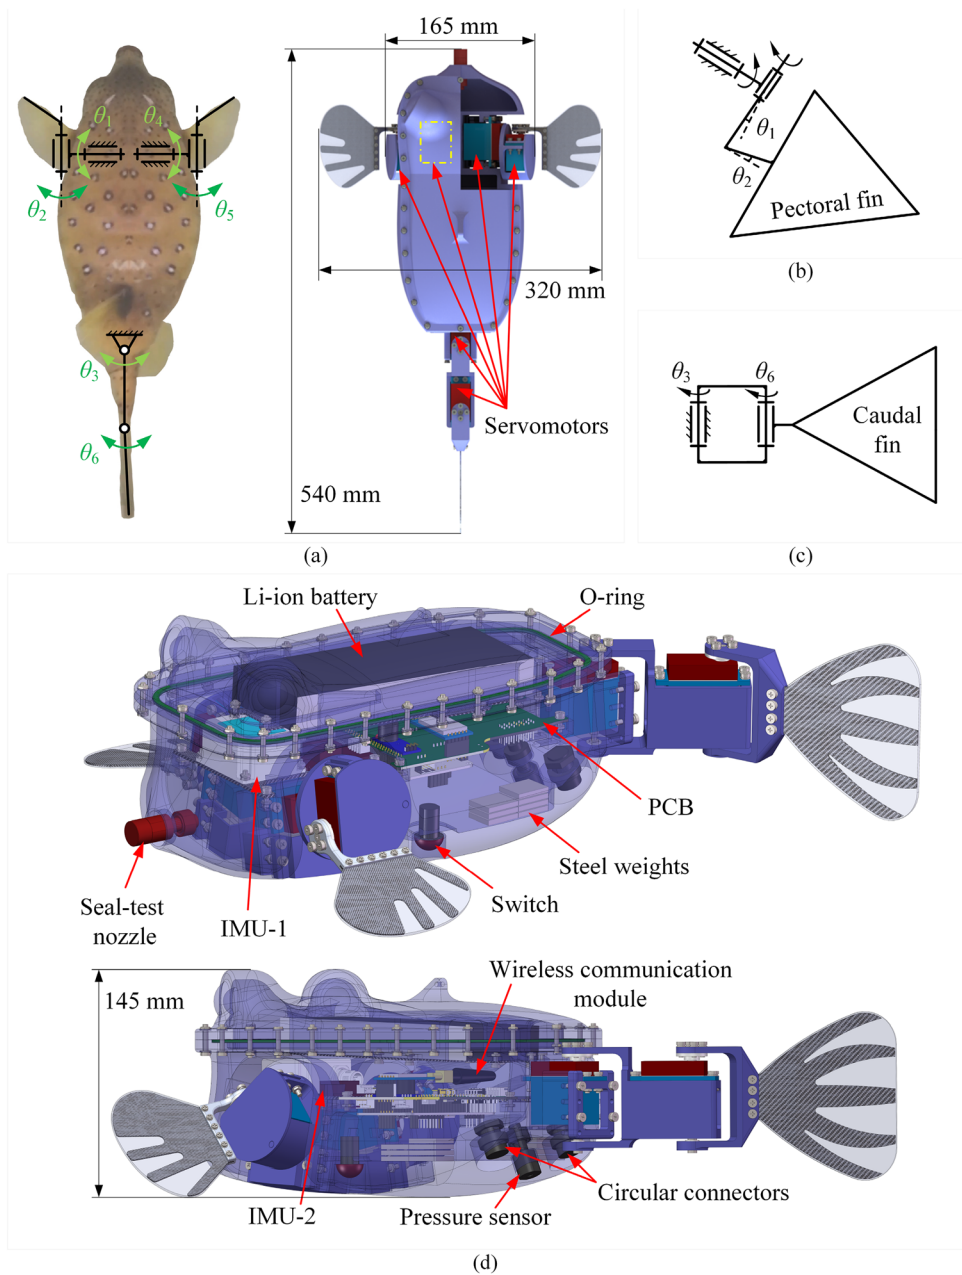 165 mm
θ1
θ4
θ2
θ5
θ3
θ6
320 mm
Servomotors
540 mm
(a)
θ1
θ2
Pectoral fin
(b)
θ3
θ6
Caudal
fin
(c)
Li-ion battery
O-ring
PCB
Steel weights
Switch
IMU-1
Seal-test
nozzle
Wireless communication
module
145 mm
Circular connectors
Pressure sensor
IMU-2
(d)